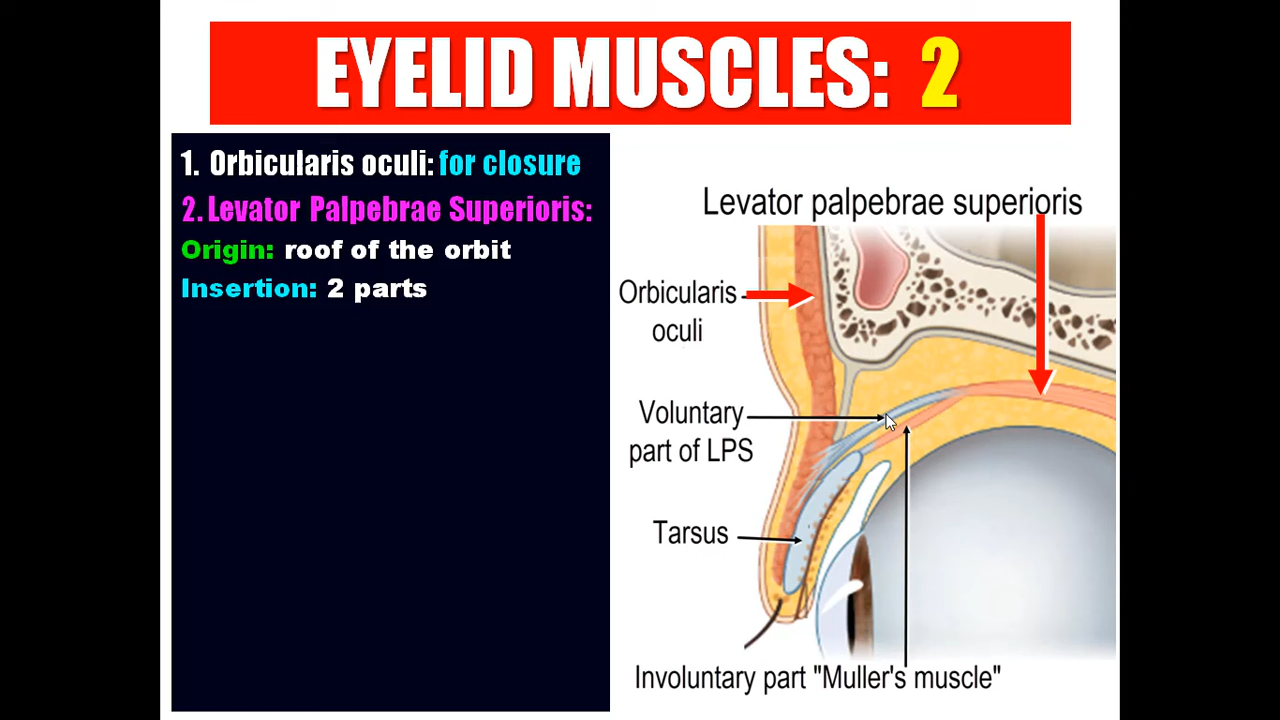 EYELID MUSCLES: 2
1. Orbicularis oculi: for closure
2. Levator Palpebrae Superioris:
Origin: roof of the orbit
Insertion: 2 parts
Levator palpebrae superioris
Orbicularis
oculi
Voluntary
part of LPS
Tarsus
Involuntary part "Muller's muscle"